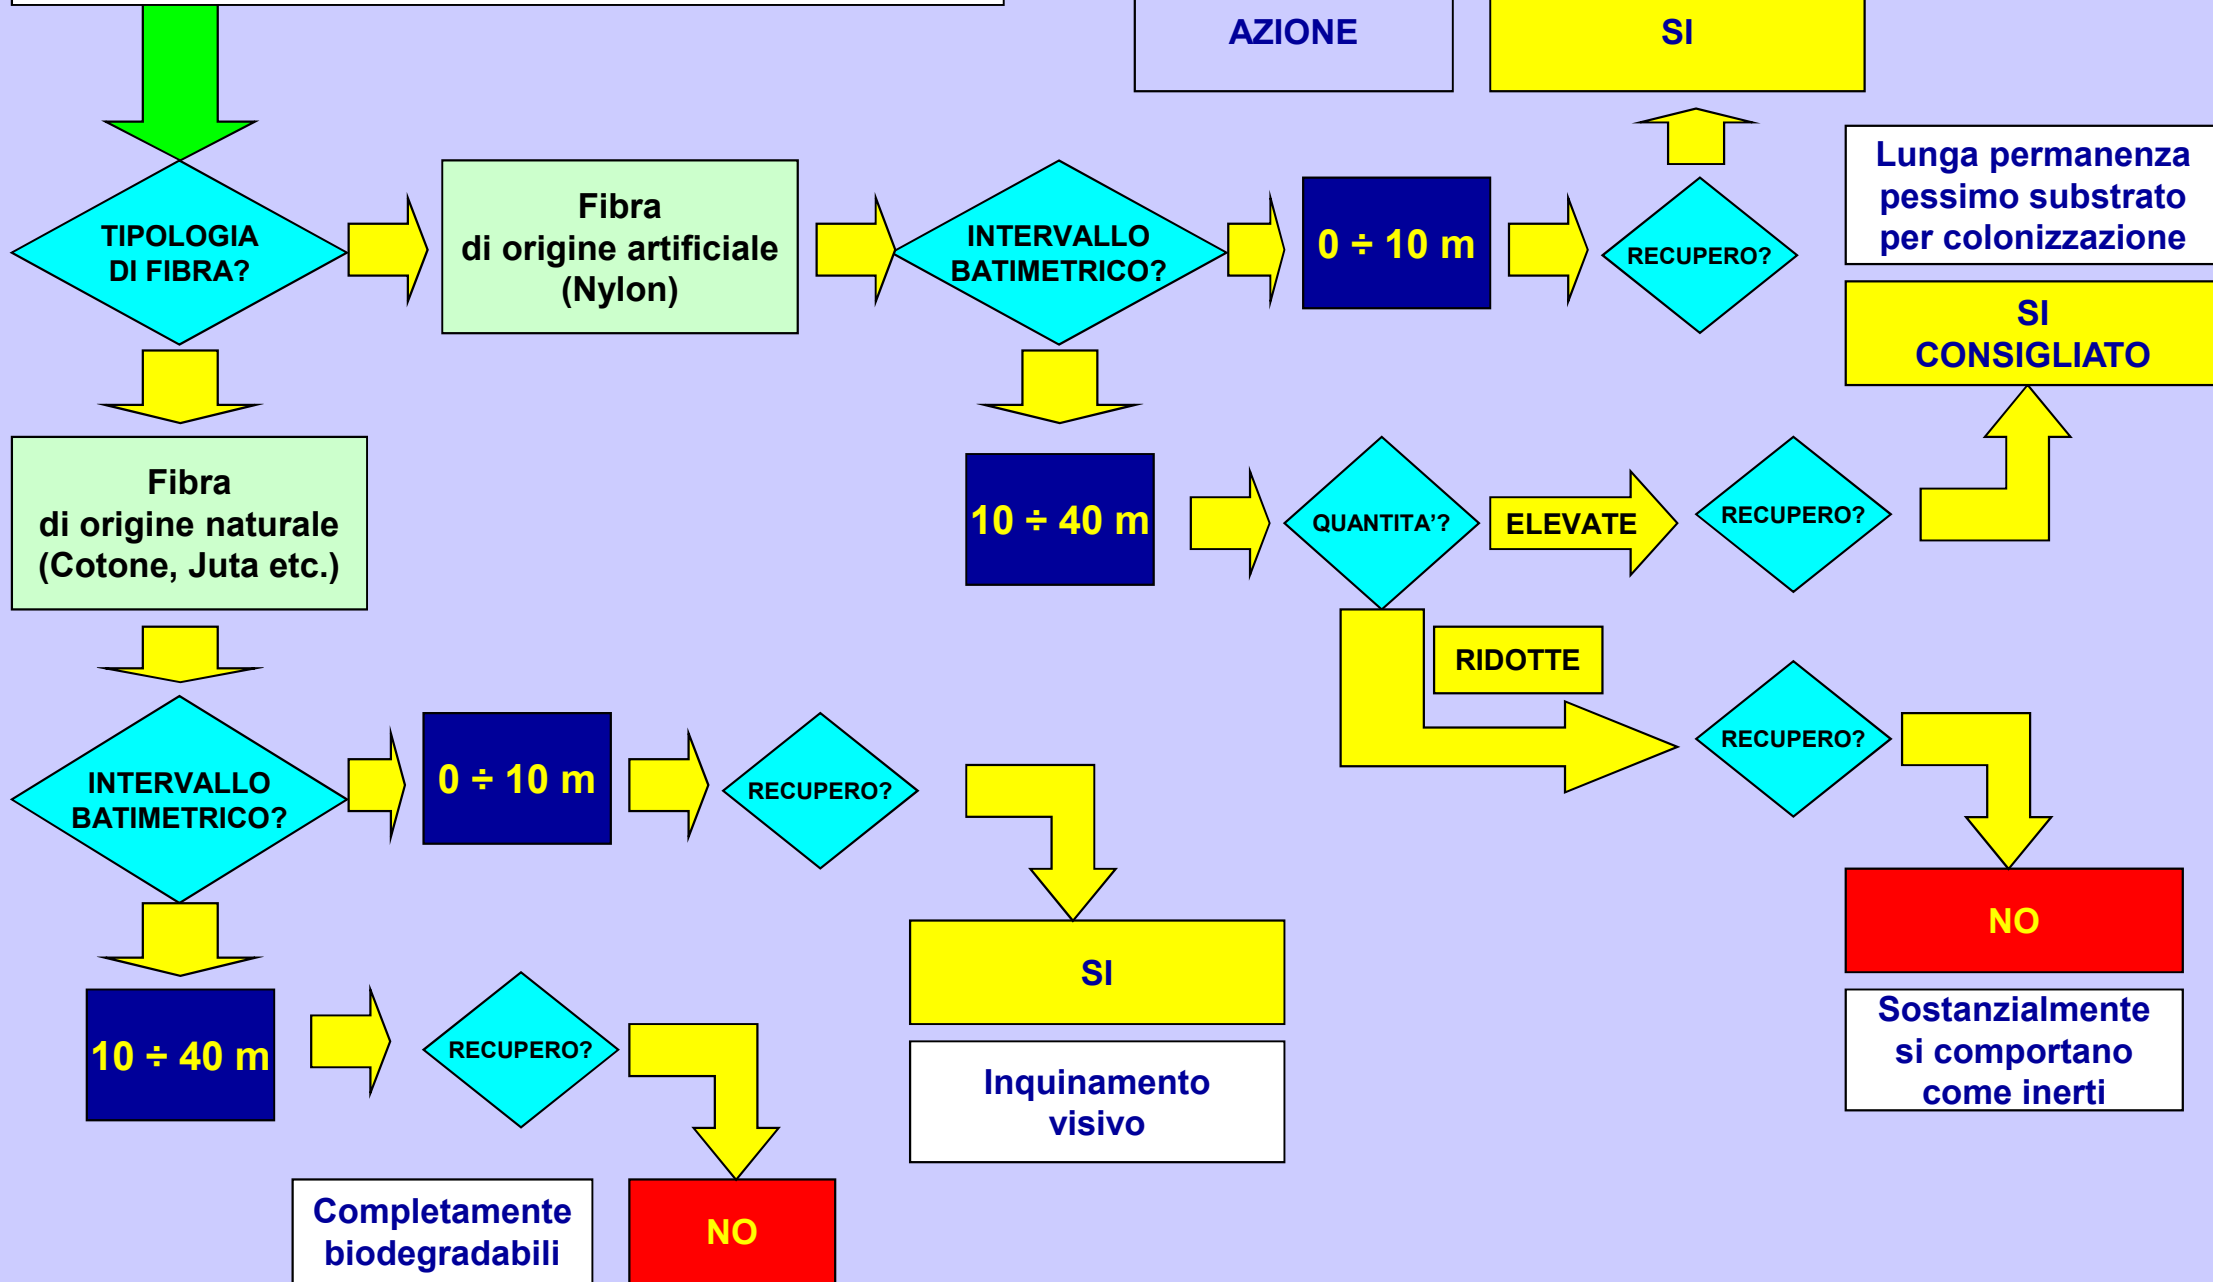 AZIONE
SI
TIPOLOGIA
DI FIBRA?
Fibra
di origine artificiale
(Nylon)
INTERVALLO
BATIMETRICO?
0 ÷ 10 m
RECUPERO?
Lunga permanenza
pessimo substrato
per colonizzazione
SI
CONSIGLIATO
Fibra
di origine naturale
(Cotone, Juta etc.)
10 ÷ 40 m
QUANTITA’?
ELEVATE
RECUPERO?
RIDOTTE
RECUPERO?
INTERVALLO
BATIMETRICO?
0 ÷ 10 m
RECUPERO?
NO
SI
Sostanzialmente
si comportano
come inerti
10 ÷ 40 m
RECUPERO?
Inquinamento
visivo
Completamente
biodegradabili
NO